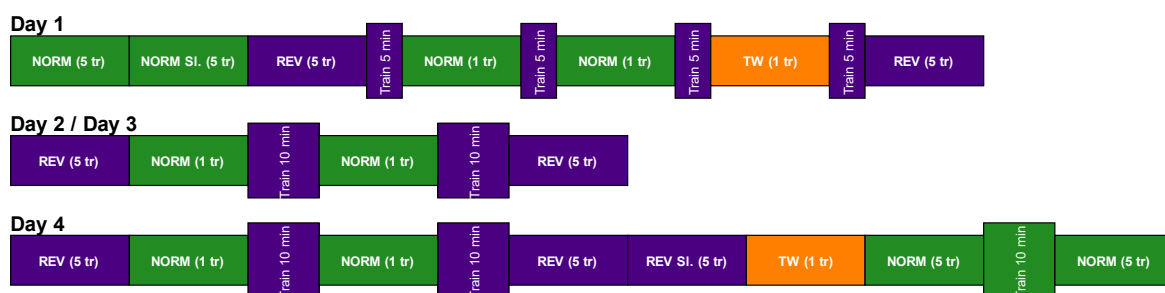 Day 1
NORM (5 tr)
NORM Sl. (5 tr)
REV (5 tr)
Train 5 min
NORM (1 tr)
Train 5 min
NORM (1 tr)
Train 5 min
TW (1 tr)
Train 5 min
REV (5 tr)
Day 2 / Day 3
REV (5 tr)
NORM (1 tr)
Train 10 min
NORM (1 tr)
Train 10 min
REV (5 tr)
Day 4
REV (5 tr)
NORM (1 tr)
Train 10 min
NORM (1 tr)
Train 10 min
REV (5 tr)
REV Sl. (5 tr)
TW (1 tr)
NORM (5 tr)
Train 10 min
NORM (5 tr)